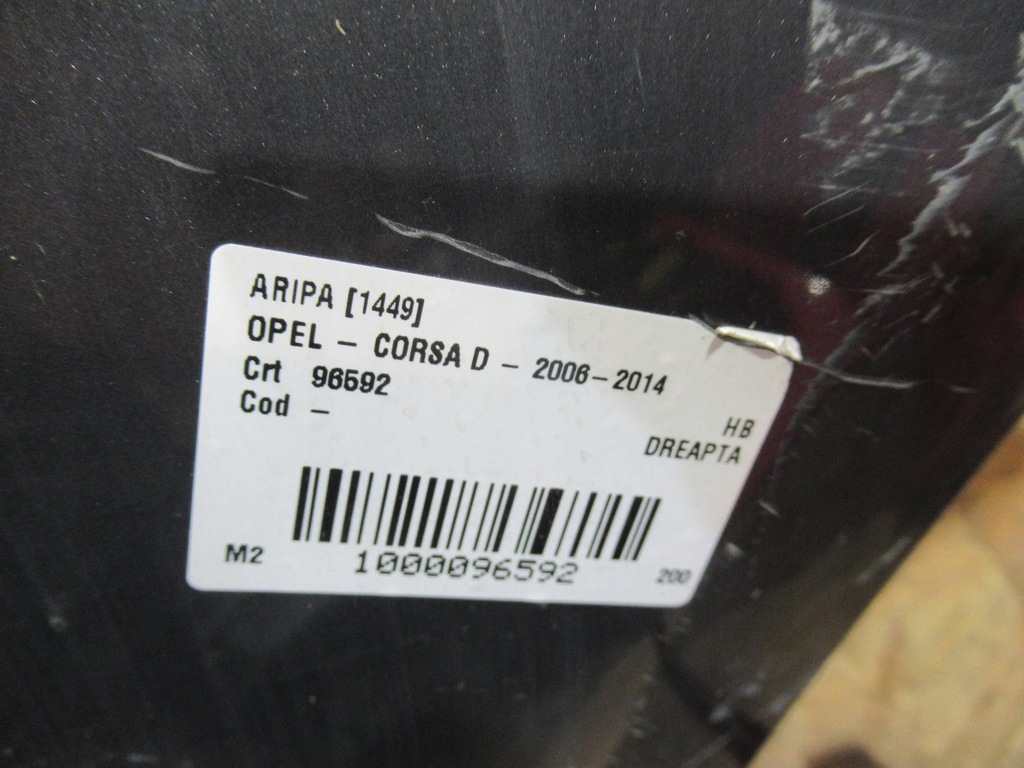 ARIPA [1449]
OPEL - CORSA D - 2006-2014
Crt 96592
Cod -
HB
DREAPTA
M2
1000096592
200